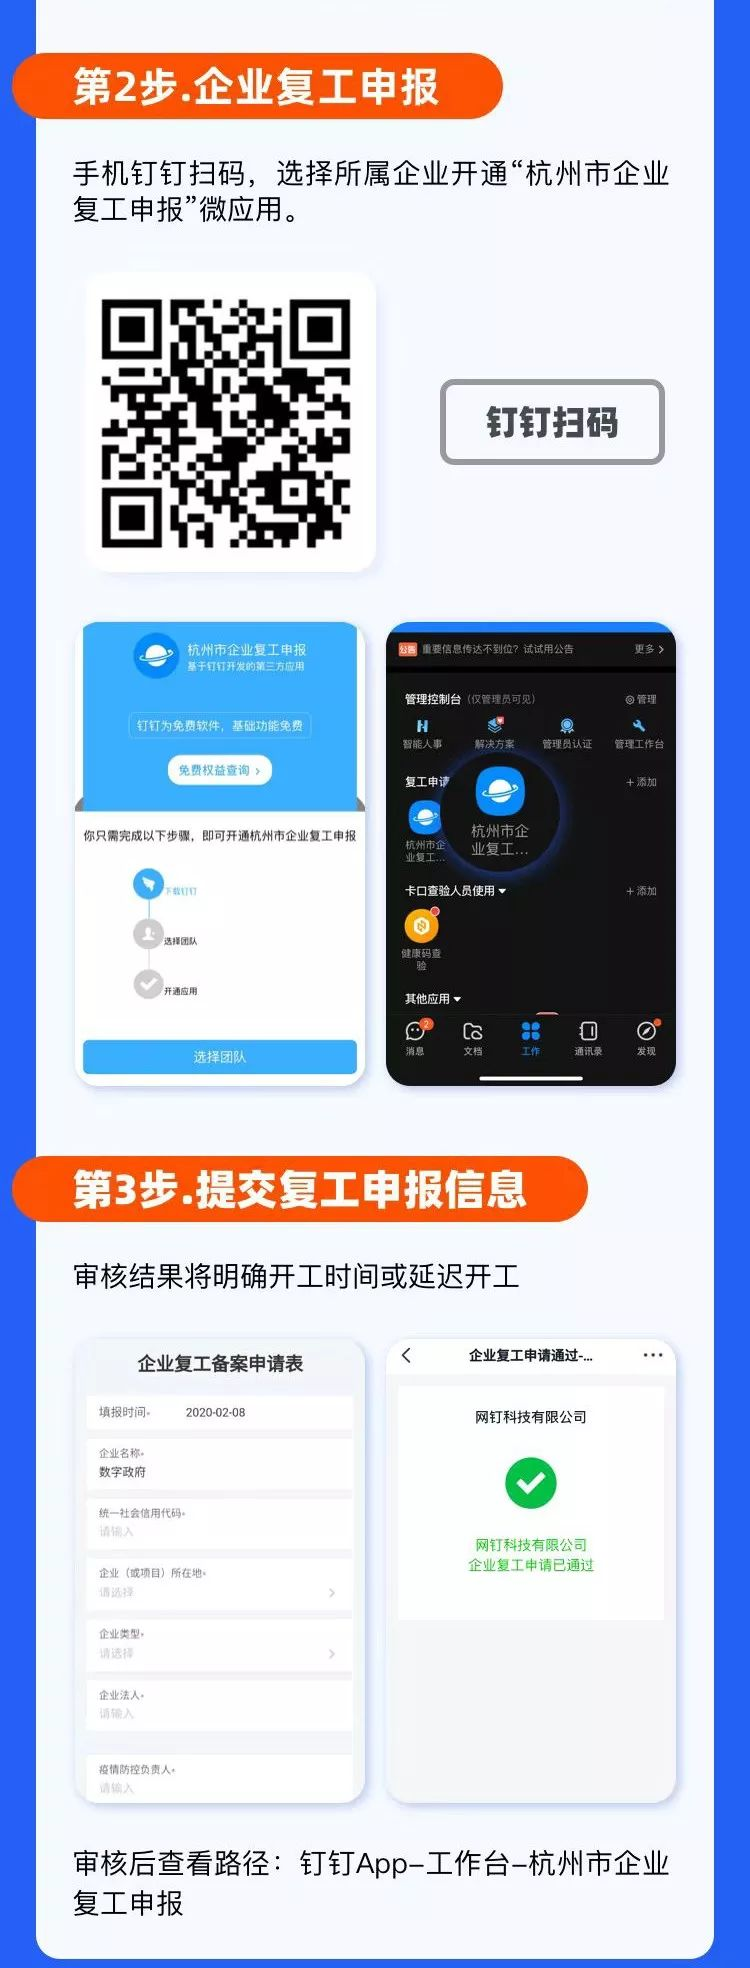 第2步.企业复工申报
手机钉钉扫码，选择所属企业开通“杭州市企业
复工申报”微应用。
钉钉扫码
杭州市企业复工申报
基于钉钉开发的第三方应用
钉钉为免费软件，基础功能免费
免费权益查询 >
你只需完成以下步骤，即可开通杭州市企业复工申报
下载钉钉
选择团队
开通应用
选择团队
公告 重要信息传达不到位？试试用公告 更多 >
管理控制台（仅管理员可见） 管理
智能人事 解决方案 管理员认证 管理工作台
复工申请 +添加
杭州市企
业复工...
杭州市企
业复工...
卡口查验人员使用 +添加
健康码查
验
其他应用
2
消息 文档 工作 通讯录 发现
第3步.提交复工申报信息
审核结果将明确开工时间或延迟开工
企业复工备案申请表
填报时间* 2020-02-08
企业名称*
数字政府
统一社会信用代码*
请输入
企业（或项目）所在地*
请选择
企业类型*
请选择
企业法人*
请输入
疫情防控负责人*
请输入
企业复工申请通过-...
网钉科技有限公司
网钉科技有限公司
企业复工申请已通过
审核后查看路径：钉钉App-工作台-杭州市企业
复工申报